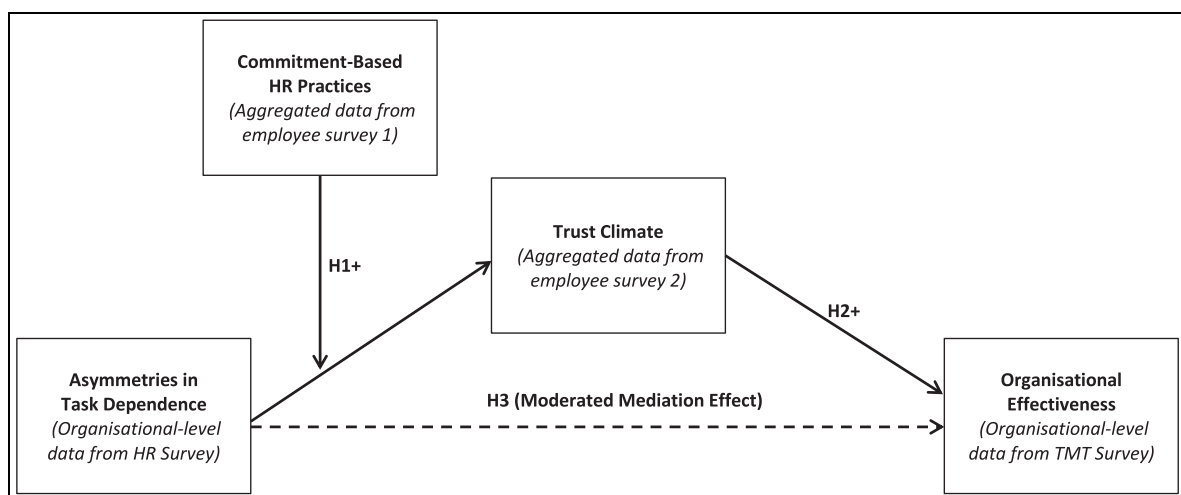 Commitment-Based
HR Practices
(Aggregated data from
employee survey 1)
H1+
Trust Climate
(Aggregated data from
employee survey 2)
H2+
Asymmetries in
Task Dependence
(Organisational-level
data from HR Survey)
H3 (Moderated Mediation Effect)
Organisational
Effectiveness
(Organisational-level
data from TMT Survey)